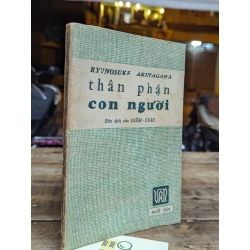 RYUNOSUKE AKUTAGAWA
thân phận
con người
Bản dịch của DIỄM-CHÂU